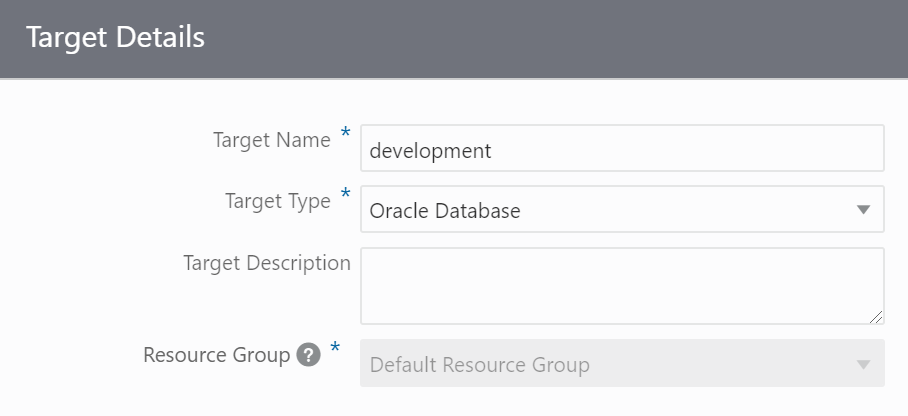 Target Details
Target Name *
development
Target Type *
Oracle Database
Target Description
Resource Group ? *
Default Resource Group